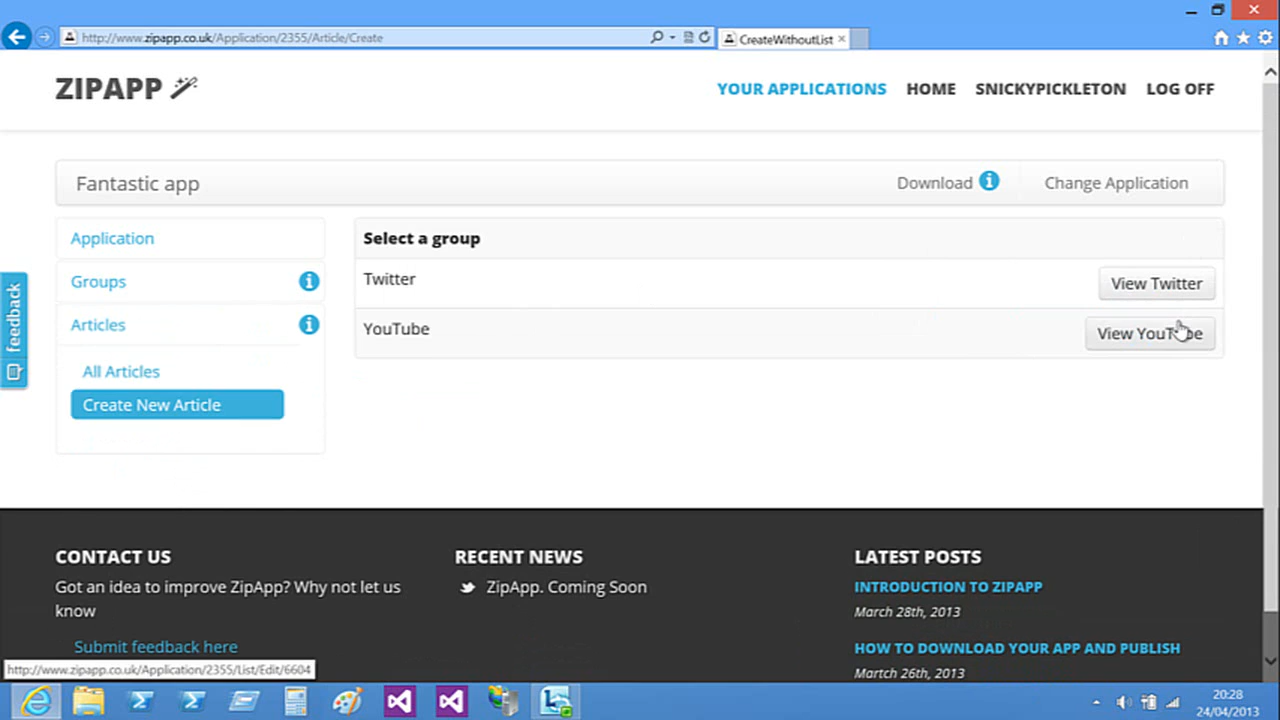 http://www.zipapp.co.uk/Application/2355/Article/Create
CreateWithoutList
ZIPAPP
YOUR APPLICATIONS
HOME
SNICKYPICKLETON
LOG OFF
Fantastic app
Download
Change Application
Application
Groups
Articles
All Articles
Create New Article
Select a group
Twitter
View Twitter
YouTube
View YouTube
feedback
CONTACT US
Got an idea to improve ZipApp? Why not let us
know
Submit feedback here
RECENT NEWS
ZipApp. Coming Soon
LATEST POSTS
INTRODUCTION TO ZIPAPP
March 28th, 2013
HOW TO DOWNLOAD YOUR APP AND PUBLISH
Martch 26th, 2013
http://www.zipapp.co.uk/Application/2355/List/Edit/6604
20:28
24/04/2013